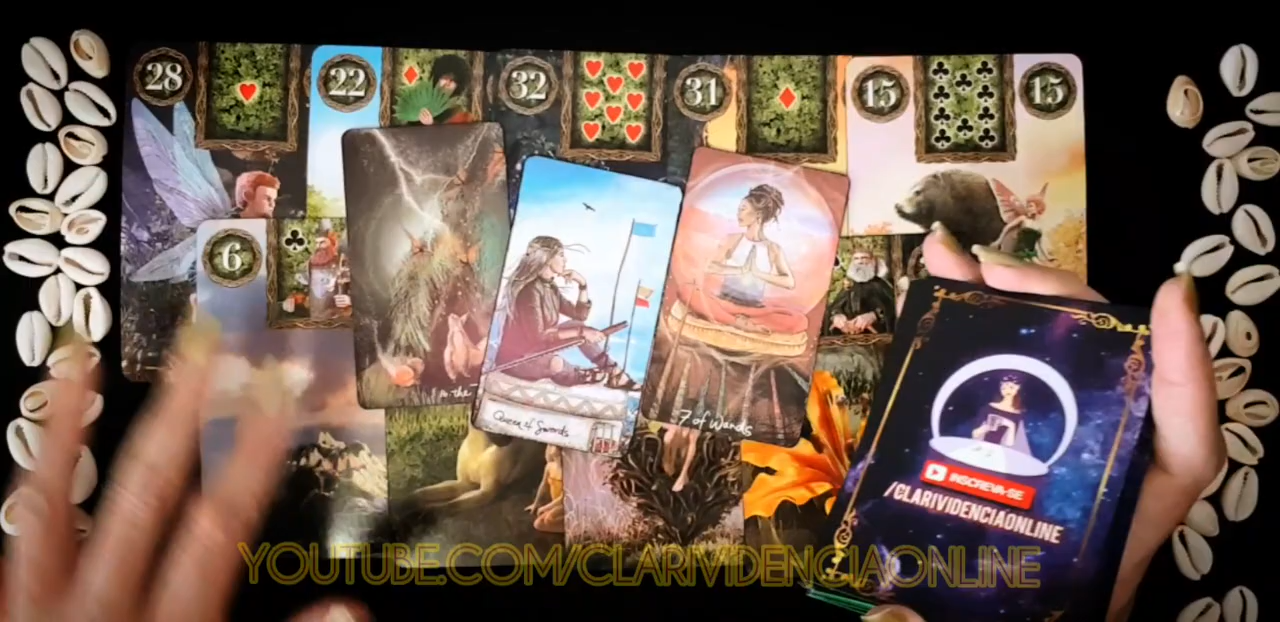 28
22
32
31
15
15
6
Queen of Swords
7 of Wands
INSCREVA-SE
/CLARIVIDENCIAONLINE
YOUTUBE.COM/CLARIVIDENCIAONLINE